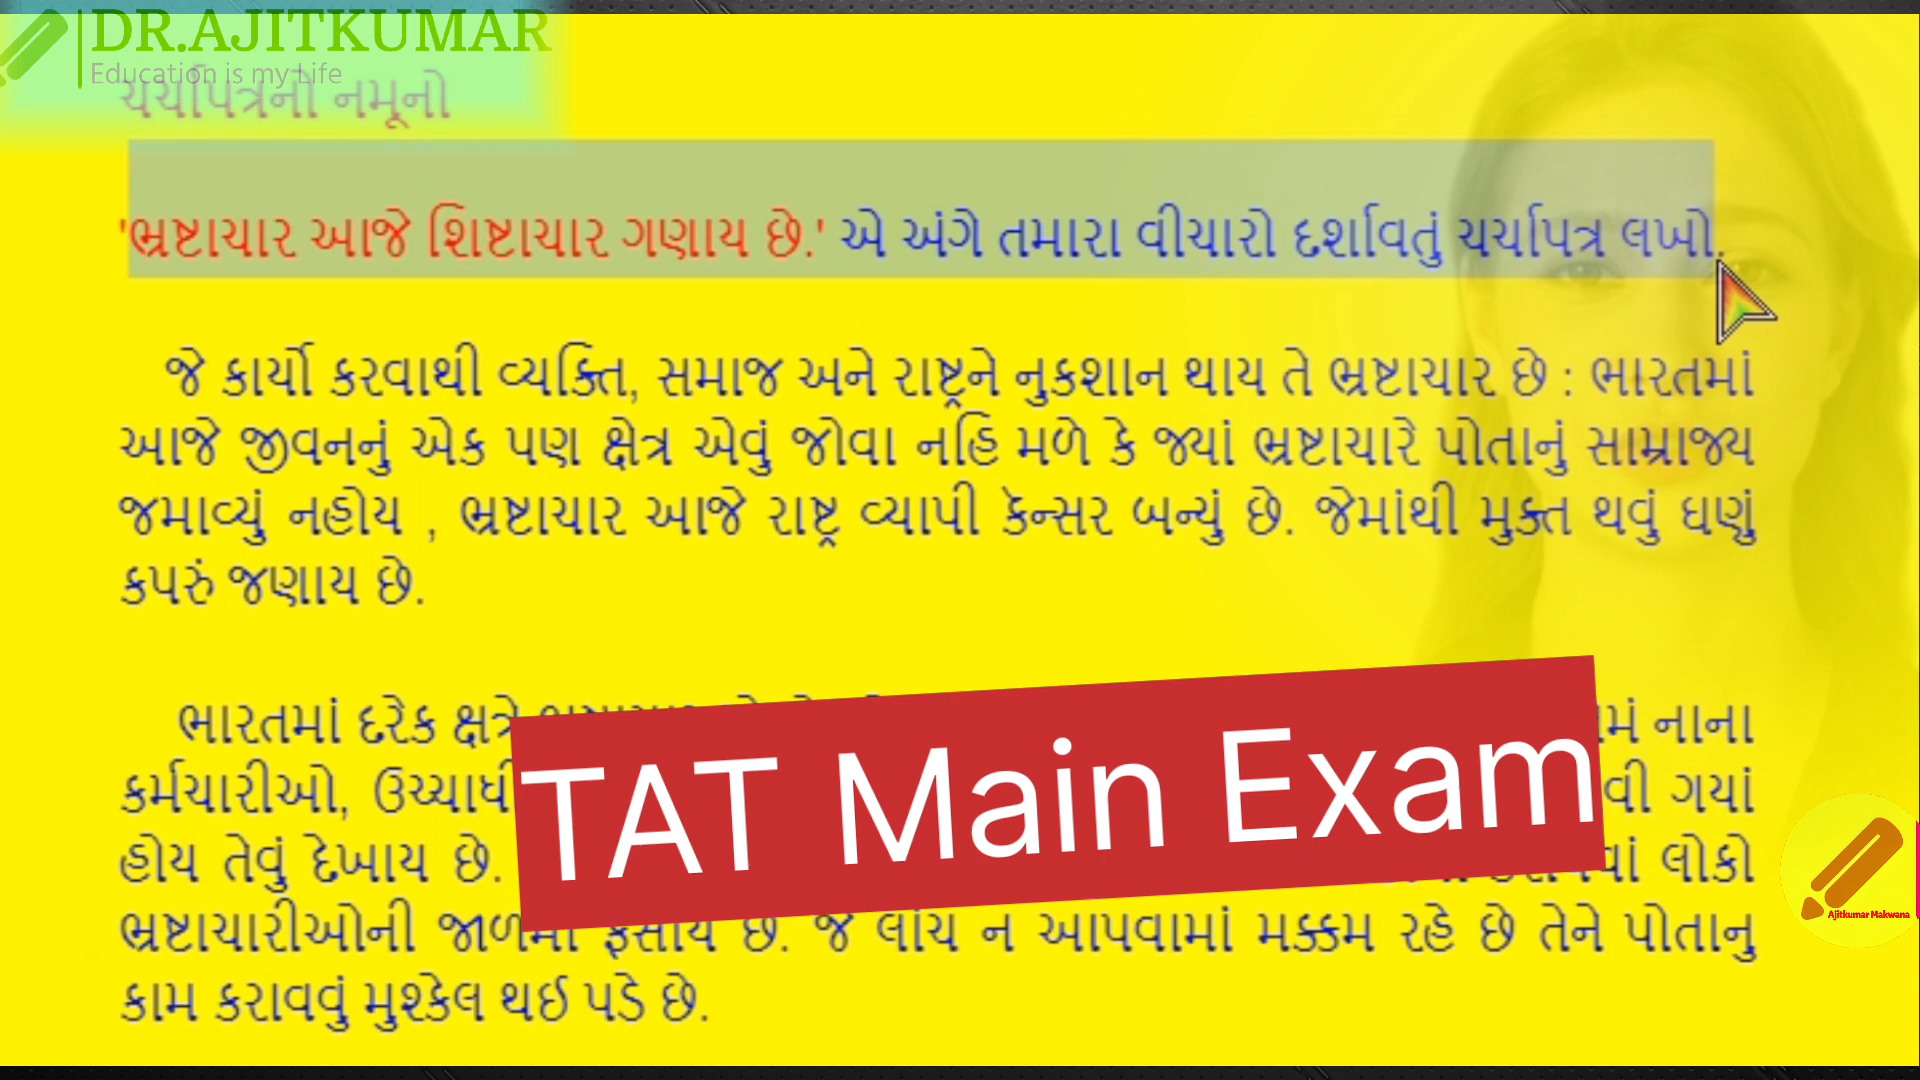 DR.AJITKUMAR
Education is my Life
ચર્ચાપત્રની નમૂનો
'ભ્રષ્ટાચાર આજે શિષ્ટાચાર ગણાય છે.' એ અંગે તમારા વીચારો દર્શાવતું ચર્ચાપત્ર લખો.
જે કાર્યો કરવાથી વ્યક્તિ, સમાજ અને રાષ્ટ્રને નુકશાન થાય તે ભ્રષ્ટાચાર છે : ભારતમાં
આજે જીવનનું એક પણ ક્ષેત્ર એવું જોવા નહિ મળે કે જ્યાં ભ્રષ્ટાચારે પોતાનું સામ્રાજ્ય
જમાવ્યું નહોય , ભ્રષ્ટાચાર આજે રાષ્ટ્ર વ્યાપી કેન્સર બન્યું છે. જેમાંથી મુક્ત થવું ઘણું
કપરું જણાય છે.
ભારતમાં દરેક ક્ષત્રે નાના
કર્મચારીઓ, ગયાં
હોય તેવું દેખાય છે. લોકો
ભ્રષ્ટાચારીઓની જાળમાં ફસાય છે. જે લાંચ ન આપવામાં મક્કમ રહે છે તેને પોતાનુ
કામ કરાવવું મુશ્કેલ થઈ પડે છે.
TAT Main Exam
Ajitkumar Makwana